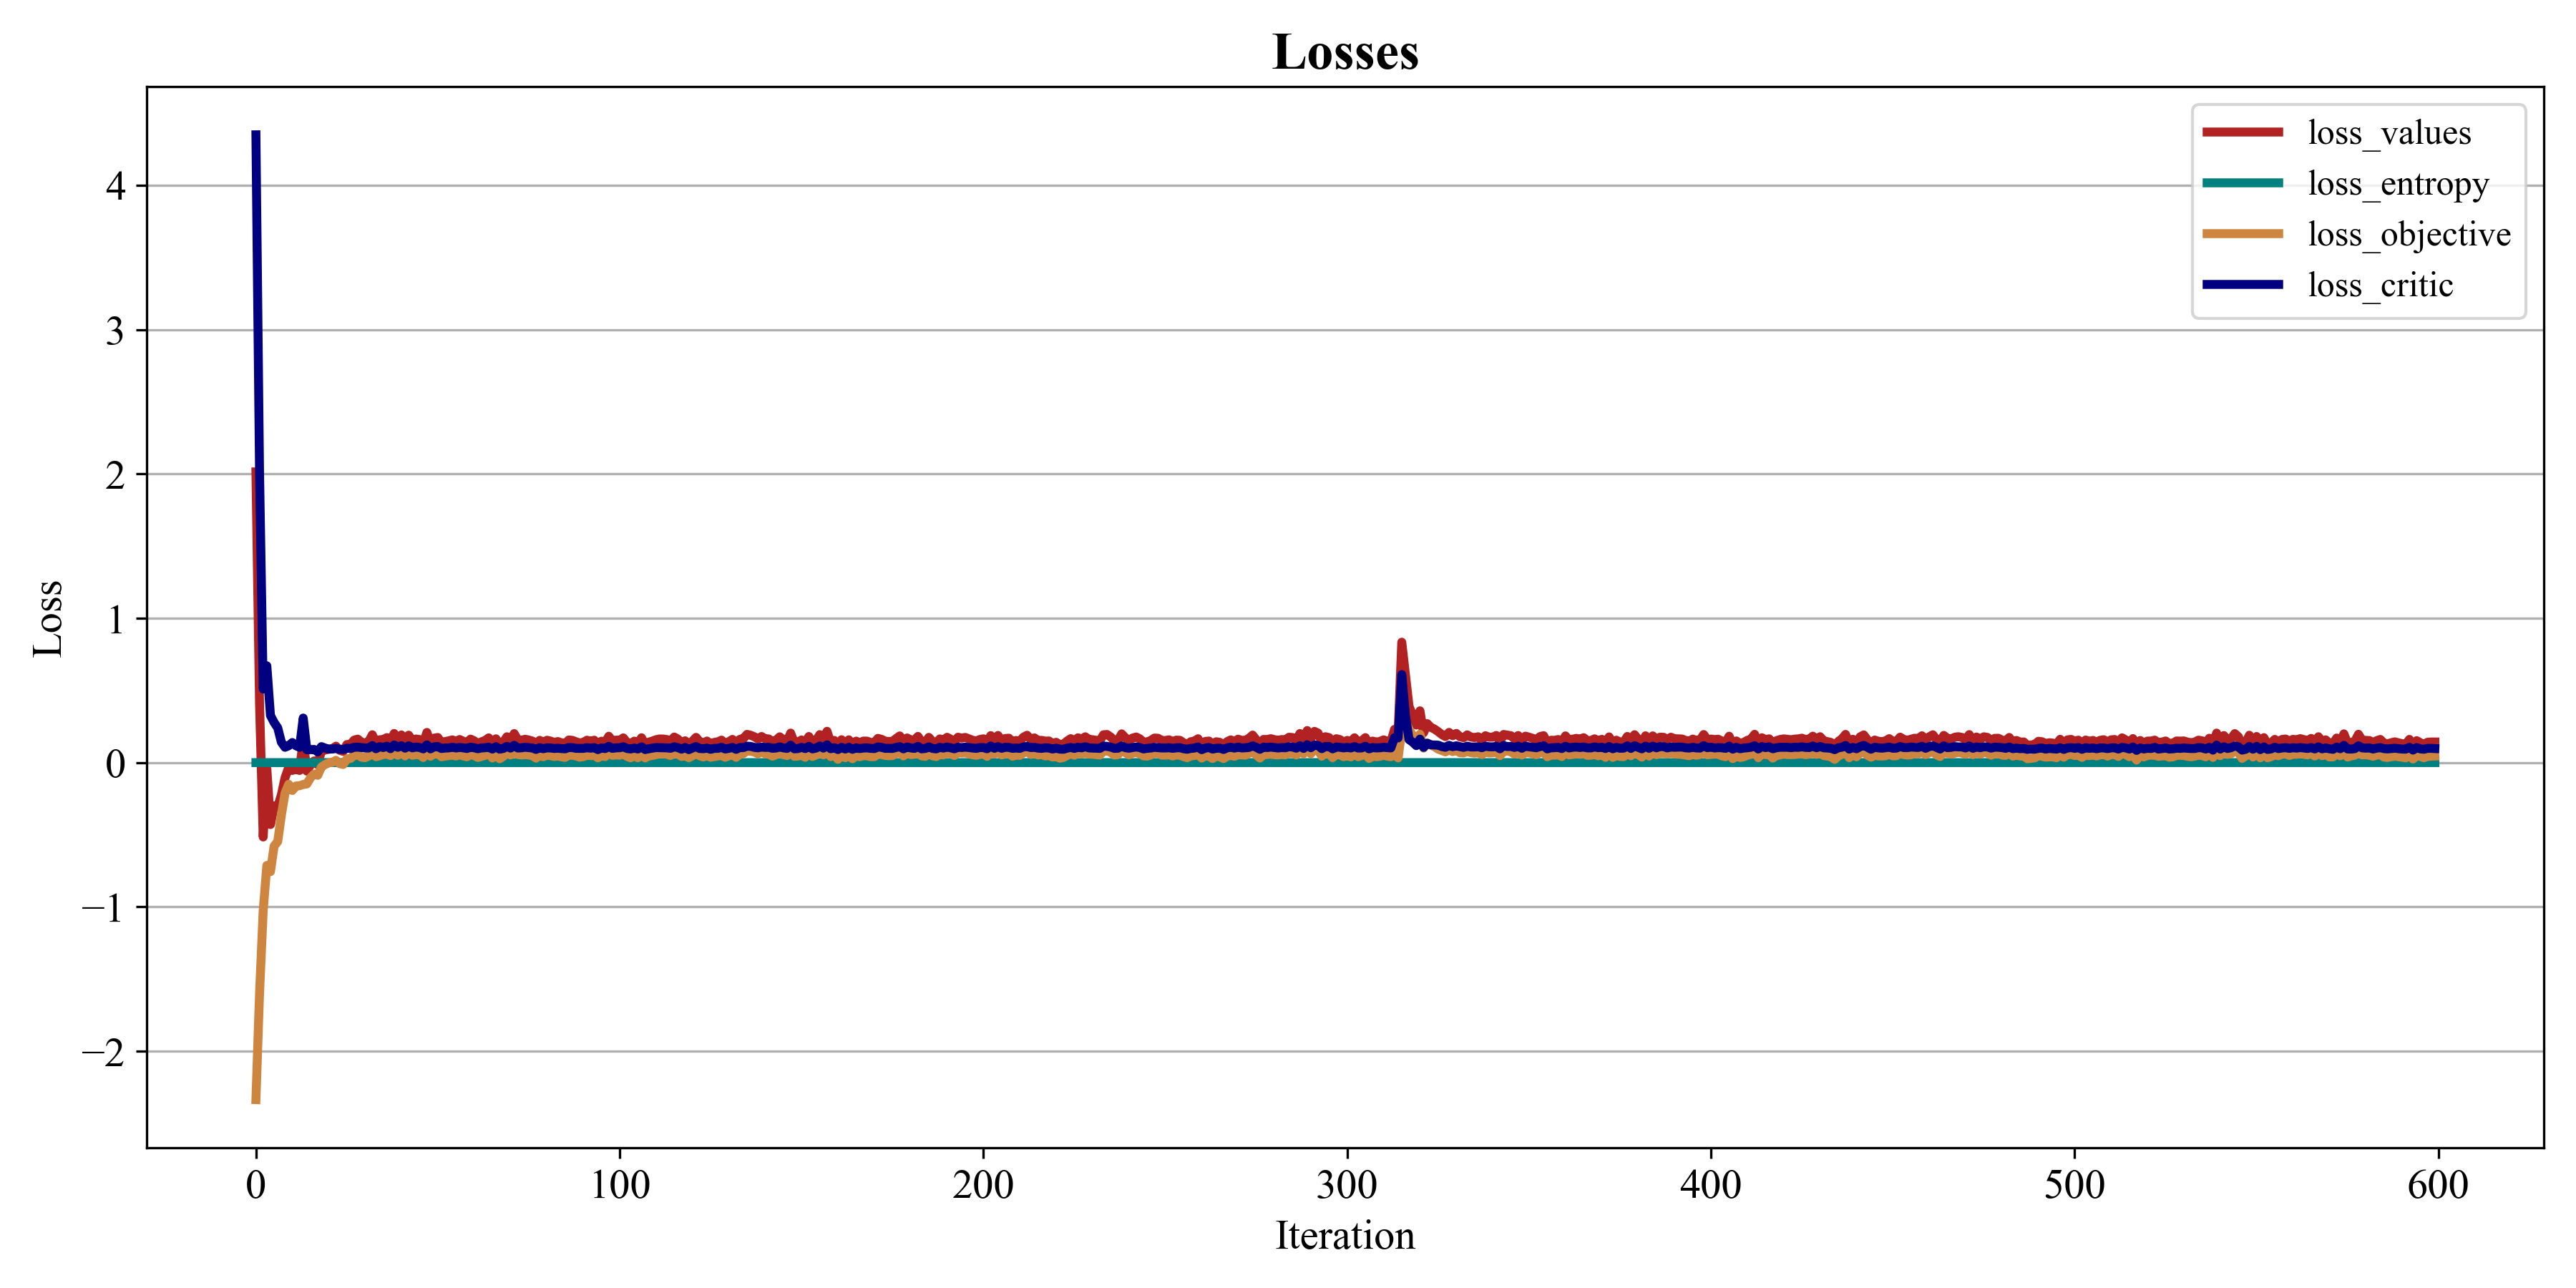 Losses
loss_values
loss_entropy
loss_objective
loss_critic
4
3
2
1
0
−1
−2
Loss
0 100 200 300 400 500 600
Iteration